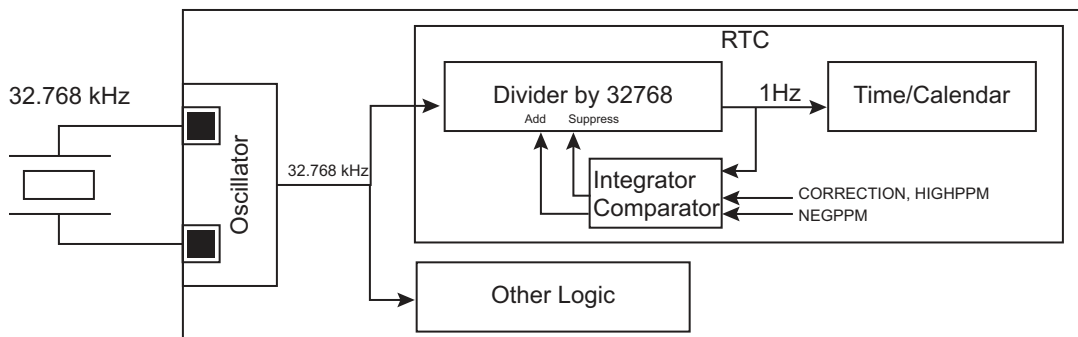 RTC
32.768 kHz
Divider by 32768
Add Suppress
1Hz
Time/Calendar
Oscillator
32.768 kHz
Integrator
Comparator
CORRECTION, HIGHPPM
NEGPPM
Other Logic